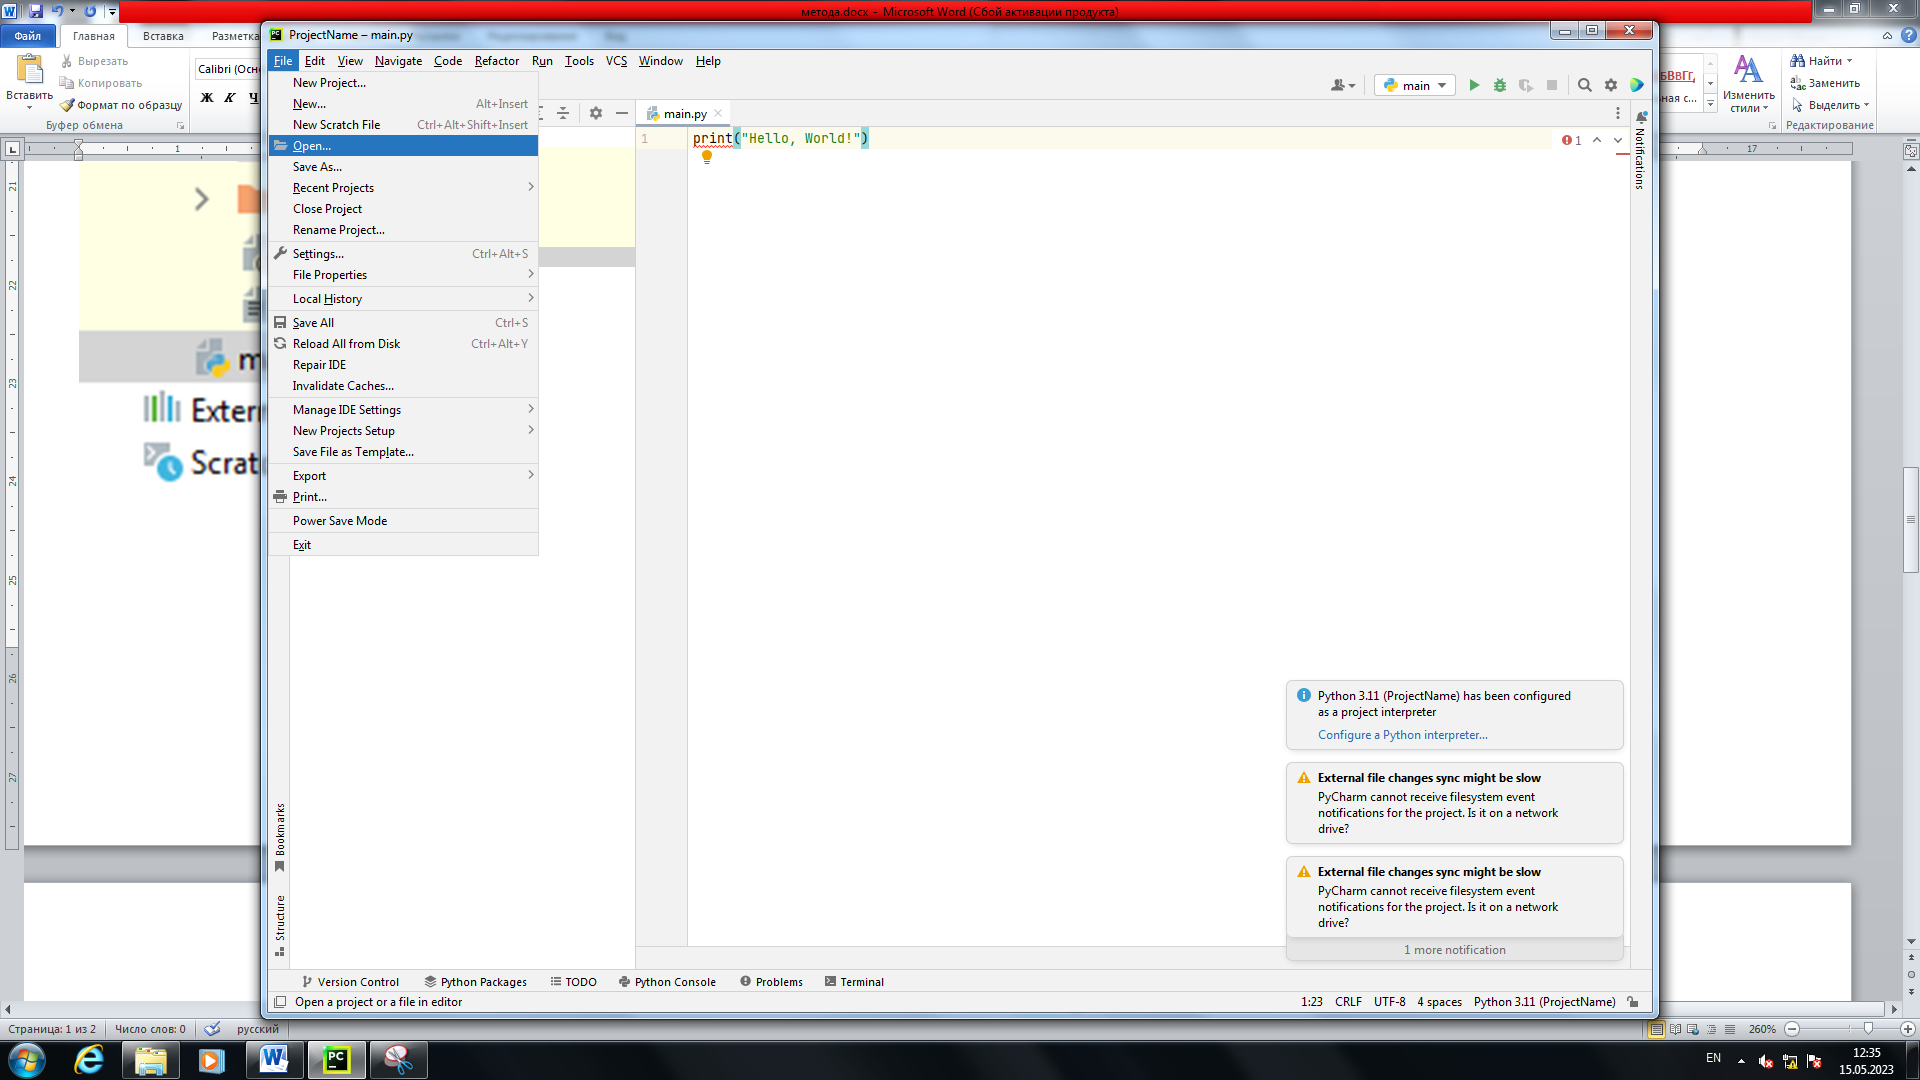 метода.docx - Microsoft Word (Сбой активации продукта)
Файл
Главная
Вставка
Разметка
Вставить
Вырезать
Копировать
Формат по образцу
Буфер обмена
Calibri (Осн
Ж К Ч
Изменить стили
Найти
Заменить
Выделить
Редактирование
ProjectName – main.py
File Edit View Navigate Code Refactor Run Tools VCS Window Help
main
New Project...
New... Alt+Insert
New Scratch File Ctrl+Alt+Shift+Insert
Open...
Save As...
Recent Projects
Close Project
Rename Project...
Settings... Ctrl+Alt+S
File Properties
Local History
Save All Ctrl+S
Reload All from Disk Ctrl+Alt+Y
Repair IDE
Invalidate Caches...
Manage IDE Settings
New Projects Setup
Save File as Template...
Export
Print...
Power Save Mode
Exit
main.py
1 print("Hello, World!")
1
Notifications
m
Extern
Scrat
Python 3.11 (ProjectName) has been configured
as a project interpreter
Configure a Python interpreter...
External file changes sync might be slow
PyCharm cannot receive filesystem event
notifications for the project. Is it on a network
drive?
External file changes sync might be slow
PyCharm cannot receive filesystem event
notifications for the project. Is it on a network
drive?
1 more notification
Bookmarks
Structure
Version Control Python Packages TODO Python Console Problems Terminal
Open a project or a file in editor
1:23 CRLF UTF-8 4 spaces Python 3.11 (ProjectName)
Страница: 1 из 2 Число слов: 0 русский
260%
EN
12:35
15.05.2023